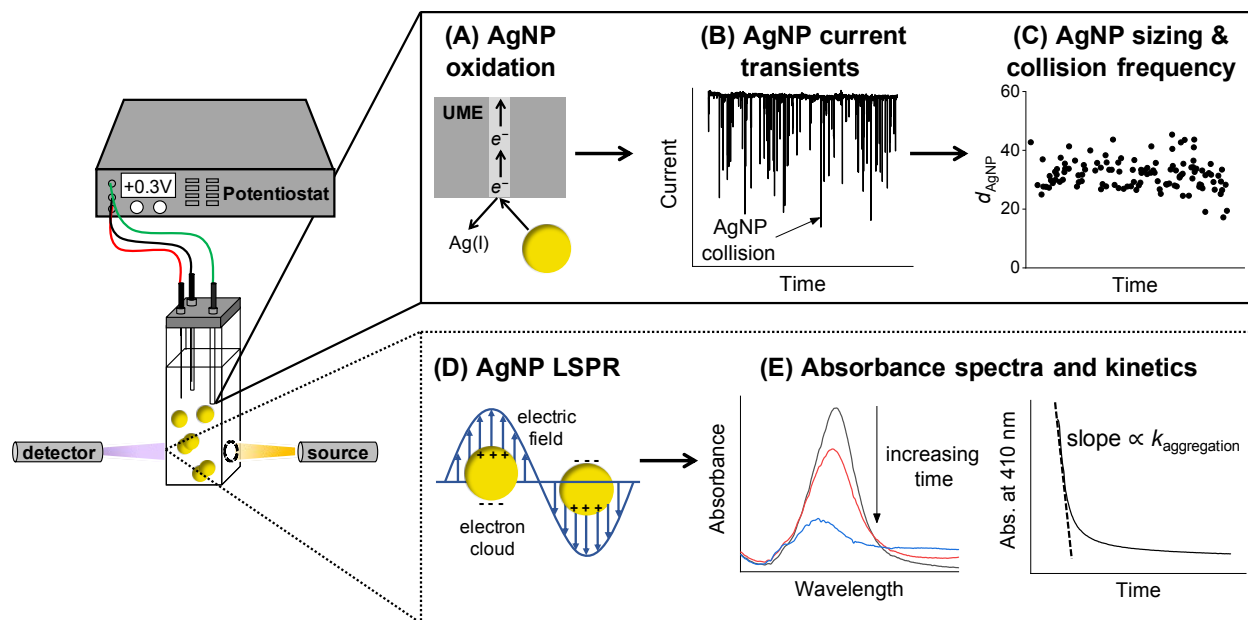 +0.3V
Potentiostat
detector
source
(A) AgNP
oxidation
UME
e⁻
e⁻
e⁻
Ag(I)
(B) AgNP current
transients
Current
AgNP
collision
Time
(C) AgNP sizing &
collision frequency
60
40
20
0
d_AgNP
Time
(D) AgNP LSPR
electric
field
+ + +
- - - -
- - - -
+ + +
electron
cloud
(E) Absorbance spectra and kinetics
Absorbance
increasing
time
Wavelength
Abs. at 410 nm
slope ∝ k_aggregation
Time